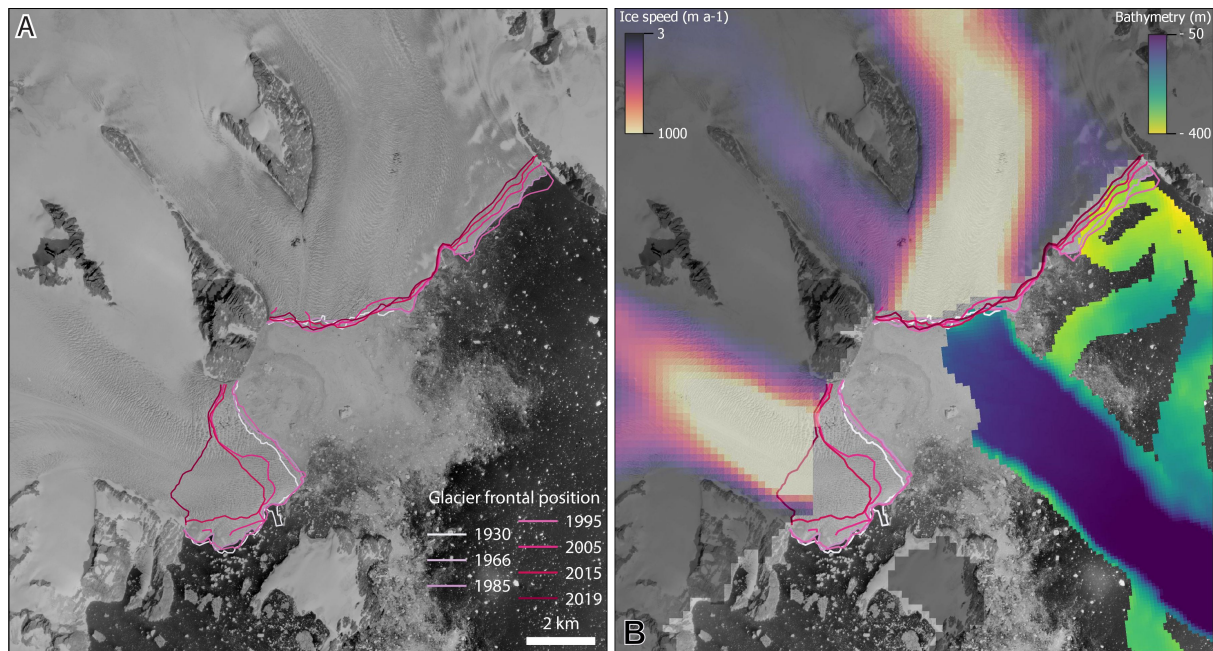 A
Glacier frontal position
1930
1966
1985
1995
2005
2015
2019
2 km
Ice speed (m a-1)
3
1000
Bathymetry (m)
- 50
- 400
B